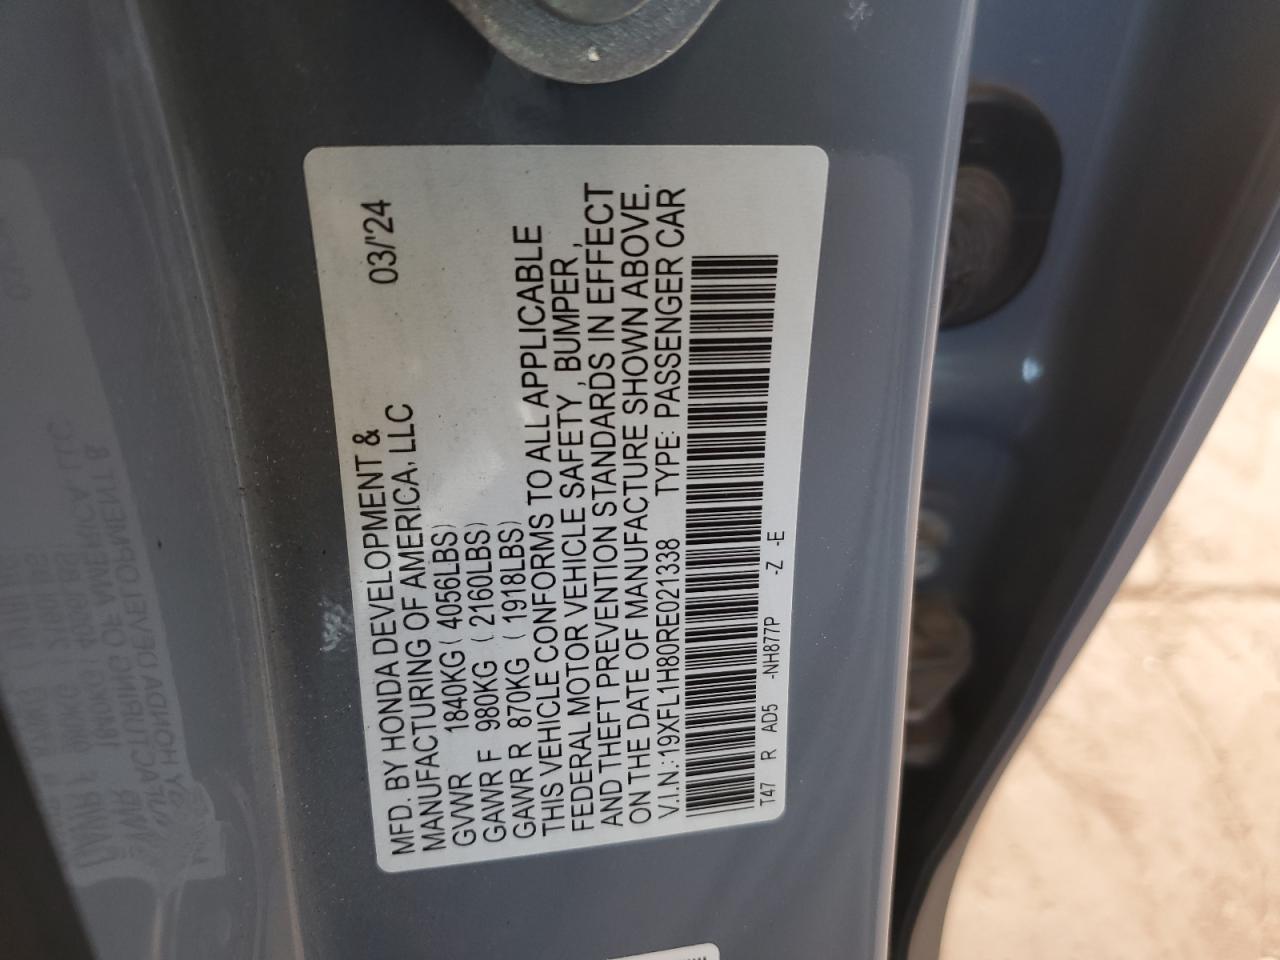 MFD. BY HONDA DEVELOPMENT &
MANUFACTURING OF AMERICA, LLC 03/'24
GVWR 1840KG ( 4056LBS)
GAWR F 980KG ( 2160LBS)
GAWR R 870KG ( 1918LBS)
THIS VEHICLE CONFORMS TO ALL APPLICABLE
FEDERAL MOTOR VEHICLE SAFETY , BUMPER ,
AND THEFT PREVENTION STANDARDS IN EFFECT
ON THE DATE OF MANUFACTURE SHOWN ABOVE.
V.I.N.:19XFL1H80RE021338 TYPE: PASSENGER CAR
T47 R AD5 -NH877P -Z -E